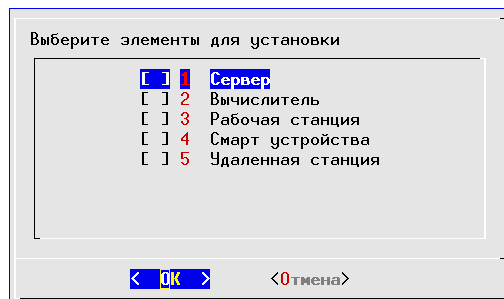 Выберите элементы для установки
[ ] 1 Сервер
[ ] 2 Вычислитель
[ ] 3 Рабочая станция
[ ] 4 Смарт устройства
[ ] 5 Удаленная станция
< OK > <Отмена>